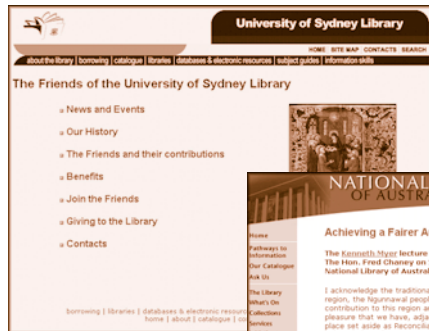 University of Sydney Library
HOME SITE MAP CONTACTS SEARCH
about the library | borrowing | catalogue | libraries | databases & electronic resources | subject guides | information skills
The Friends of the University of Sydney Library
News and Events
Our History
The Friends and their contributions
Benefits
Join the Friends
Giving to the Library
Contacts
borrowing | libraries | databases & electronic
home | about | catalogue |
NATIONAL
OF AUSTRA
Home
Pathways to
Information
Our Catalogue
Ask Us
The Library
What's On
Collections
Services
Achieving a Fairer A
The Kenneth Myer lecture
The Hon. Fred Chaney on
National Library of Austral
I acknowledge the tradition
region, the Ngunnawal peopl
contribution to this region a
pleasure that we have, adja
place set aside as Reconcilia